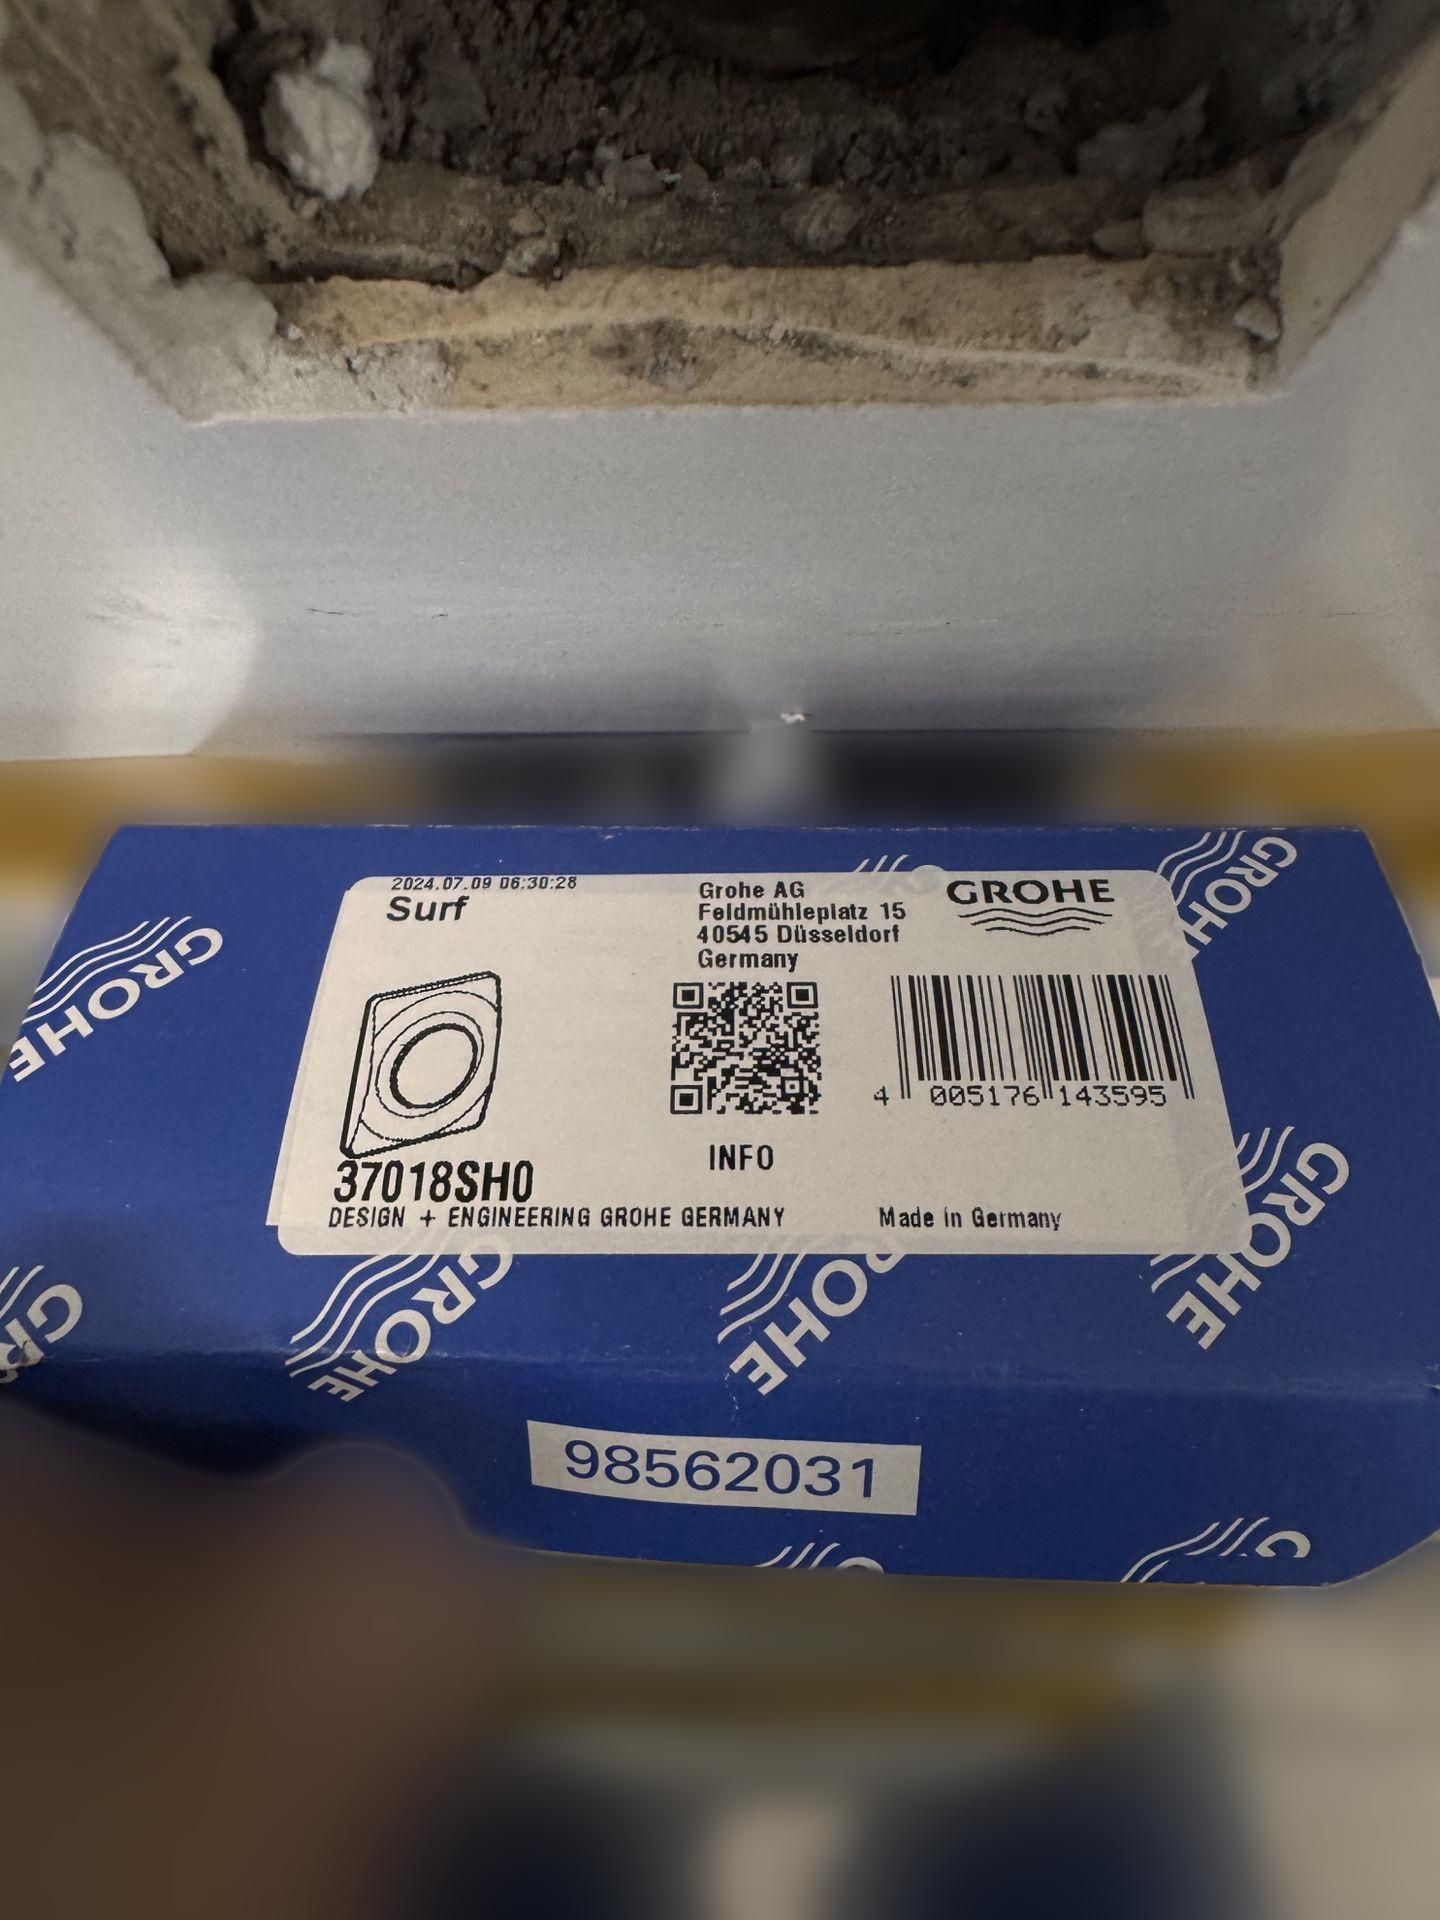 2024.07.09 06:30:28
Surf
Grohe AG
Feldmühleplatz 15
40545 Düsseldorf
Germany
GROHE
4 005176 143595
INFO
37018SH0
DESIGN + ENGINEERING GROHE GERMANY
Made in Germany
GROHE
GROHE
GROHE
GROHE
GROHE
98562031